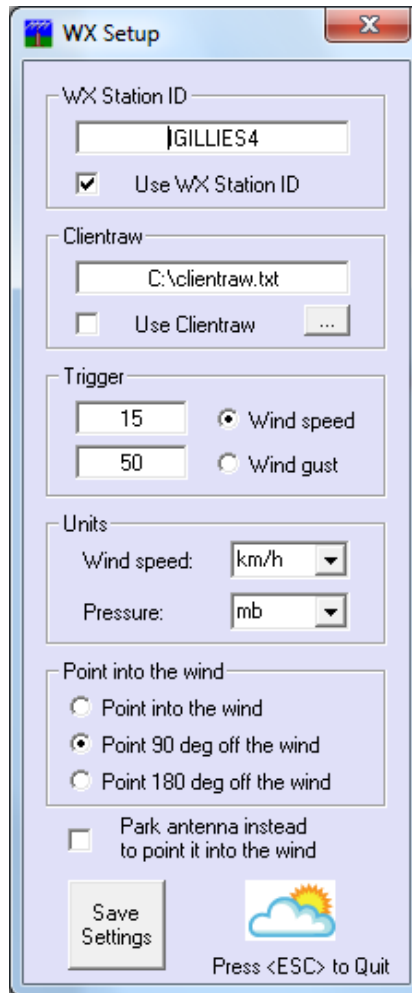 WX Setup
WX Station ID
IGILLIES4
Use WX Station ID
Clientraw
C:\clientraw.txt
Use Clientraw
...
Trigger
15
Wind speed
50
Wind gust
Units
Wind speed:
km/h
Pressure:
mb
Point into the wind
Point into the wind
Point 90 deg off the wind
Point 180 deg off the wind
Park antenna instead
to point it into the wind
Save
Settings
Press <ESC> to Quit